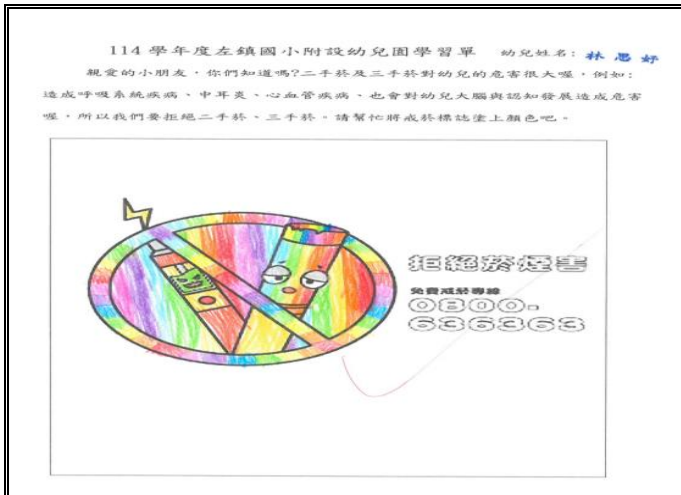 114 學年度左鎮國小附設幼兒園學習單 幼兒姓名：林思妤
親愛的小朋友，你們知道嗎?二手菸及三手菸對幼兒的危害很大喔，例如：
造成呼吸系統疾病、中耳炎、心血管疾病、也會對幼兒大腦與認知發展造成危害
喔，所以我們要拒絕二手菸、三手菸。請幫忙將戒菸標誌塗上顏色吧。
拒絕菸煙害
免費戒菸專線
0800-
636363